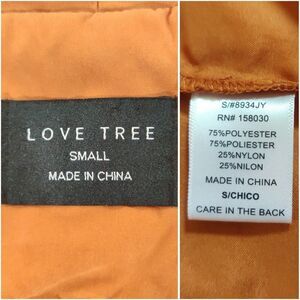 LOVE TREE
SMALL
MADE IN CHINA
S/#8934JY
RN# 158030
75%POLYESTER
75%POLIESTER
25%NYLON
25%NILON
MADE IN CHINA
S/CHICO
CARE IN THE BACK